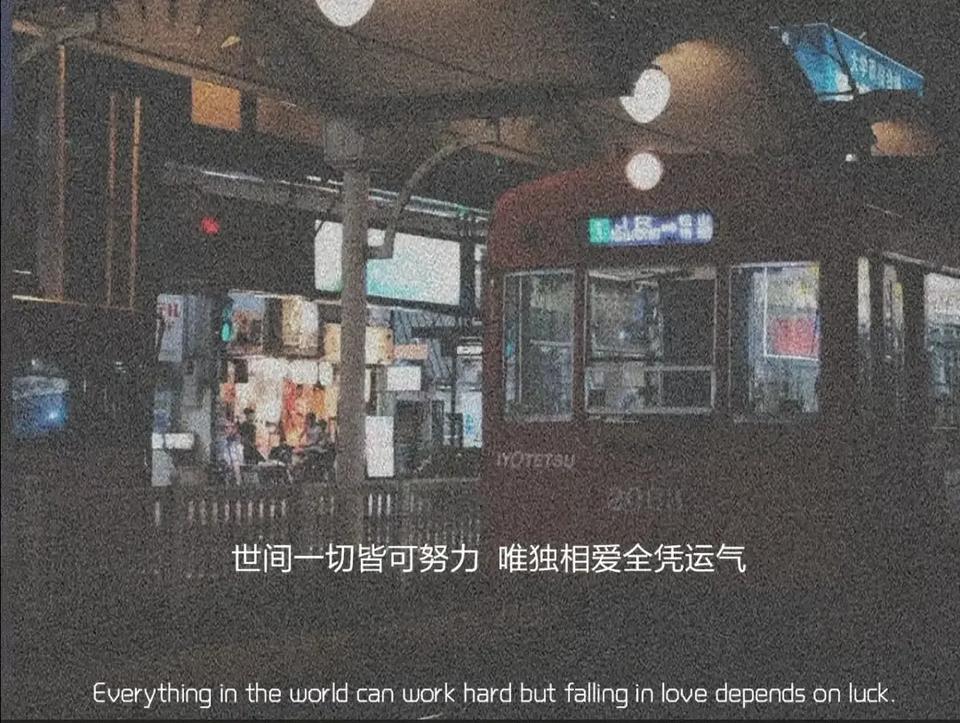 IYOTETSU
世间一切皆可努力 唯独相爱全凭运气
Everything in the world can work hard but falling in love depends on luck.